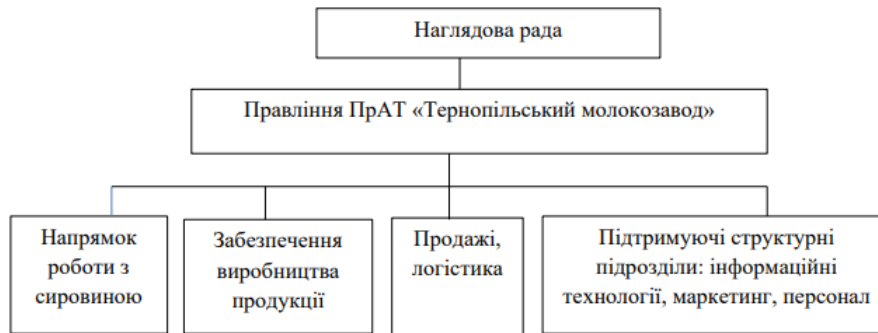 Наглядова рада
Правління ПрАТ «Тернопільський молокозавод»
Напрямок
роботи з
сировиною
Забезпечення
виробництва
продукції
Продажі,
логістика
Підтримуючі структурні
підрозділи: інформаційні
технології, маркетинг, персонал